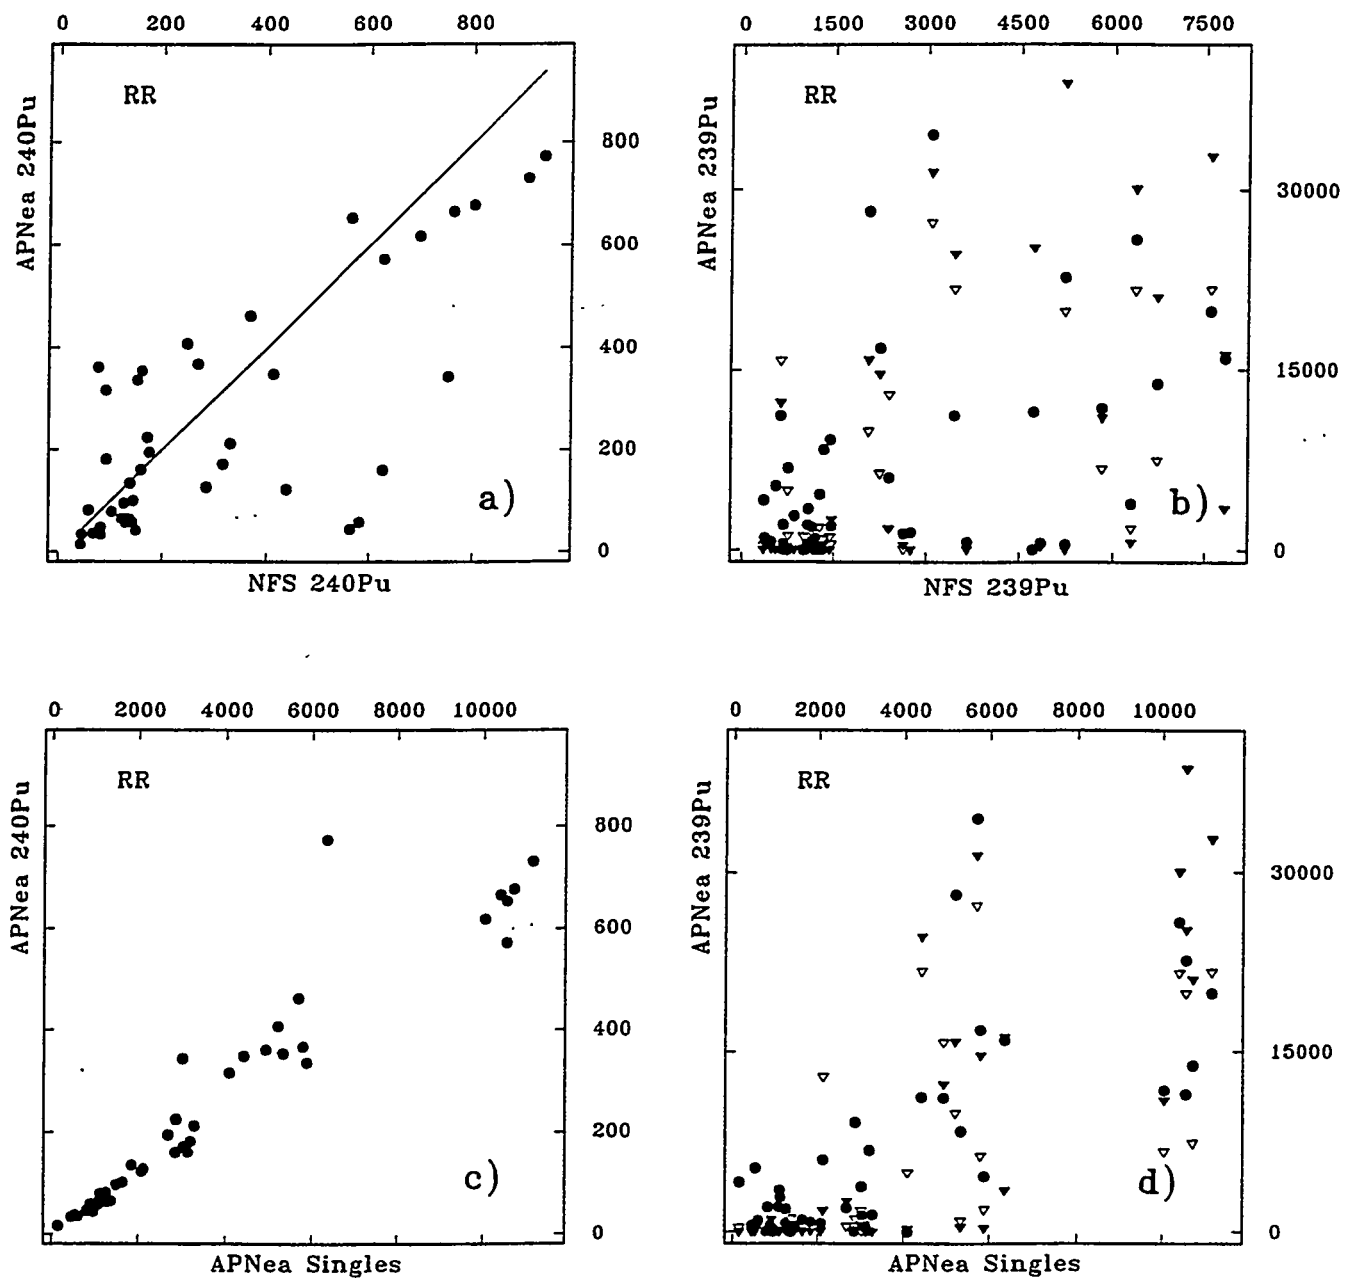 0 200 400 600 800
RR
APNea 240Pu
800
600
400
200
0
a)
NFS 240Pu
0 1500 3000 4500 6000 7500
RR
APNea 239Pu
30000
15000
0
b)
NFS 239Pu
0 2000 4000 6000 8000 10000
RR
APNea 240Pu
800
600
400
200
0
c)
APNea Singles
0 2000 4000 6000 8000 10000
RR
APNea 239Pu
30000
15000
0
d)
APNea Singles